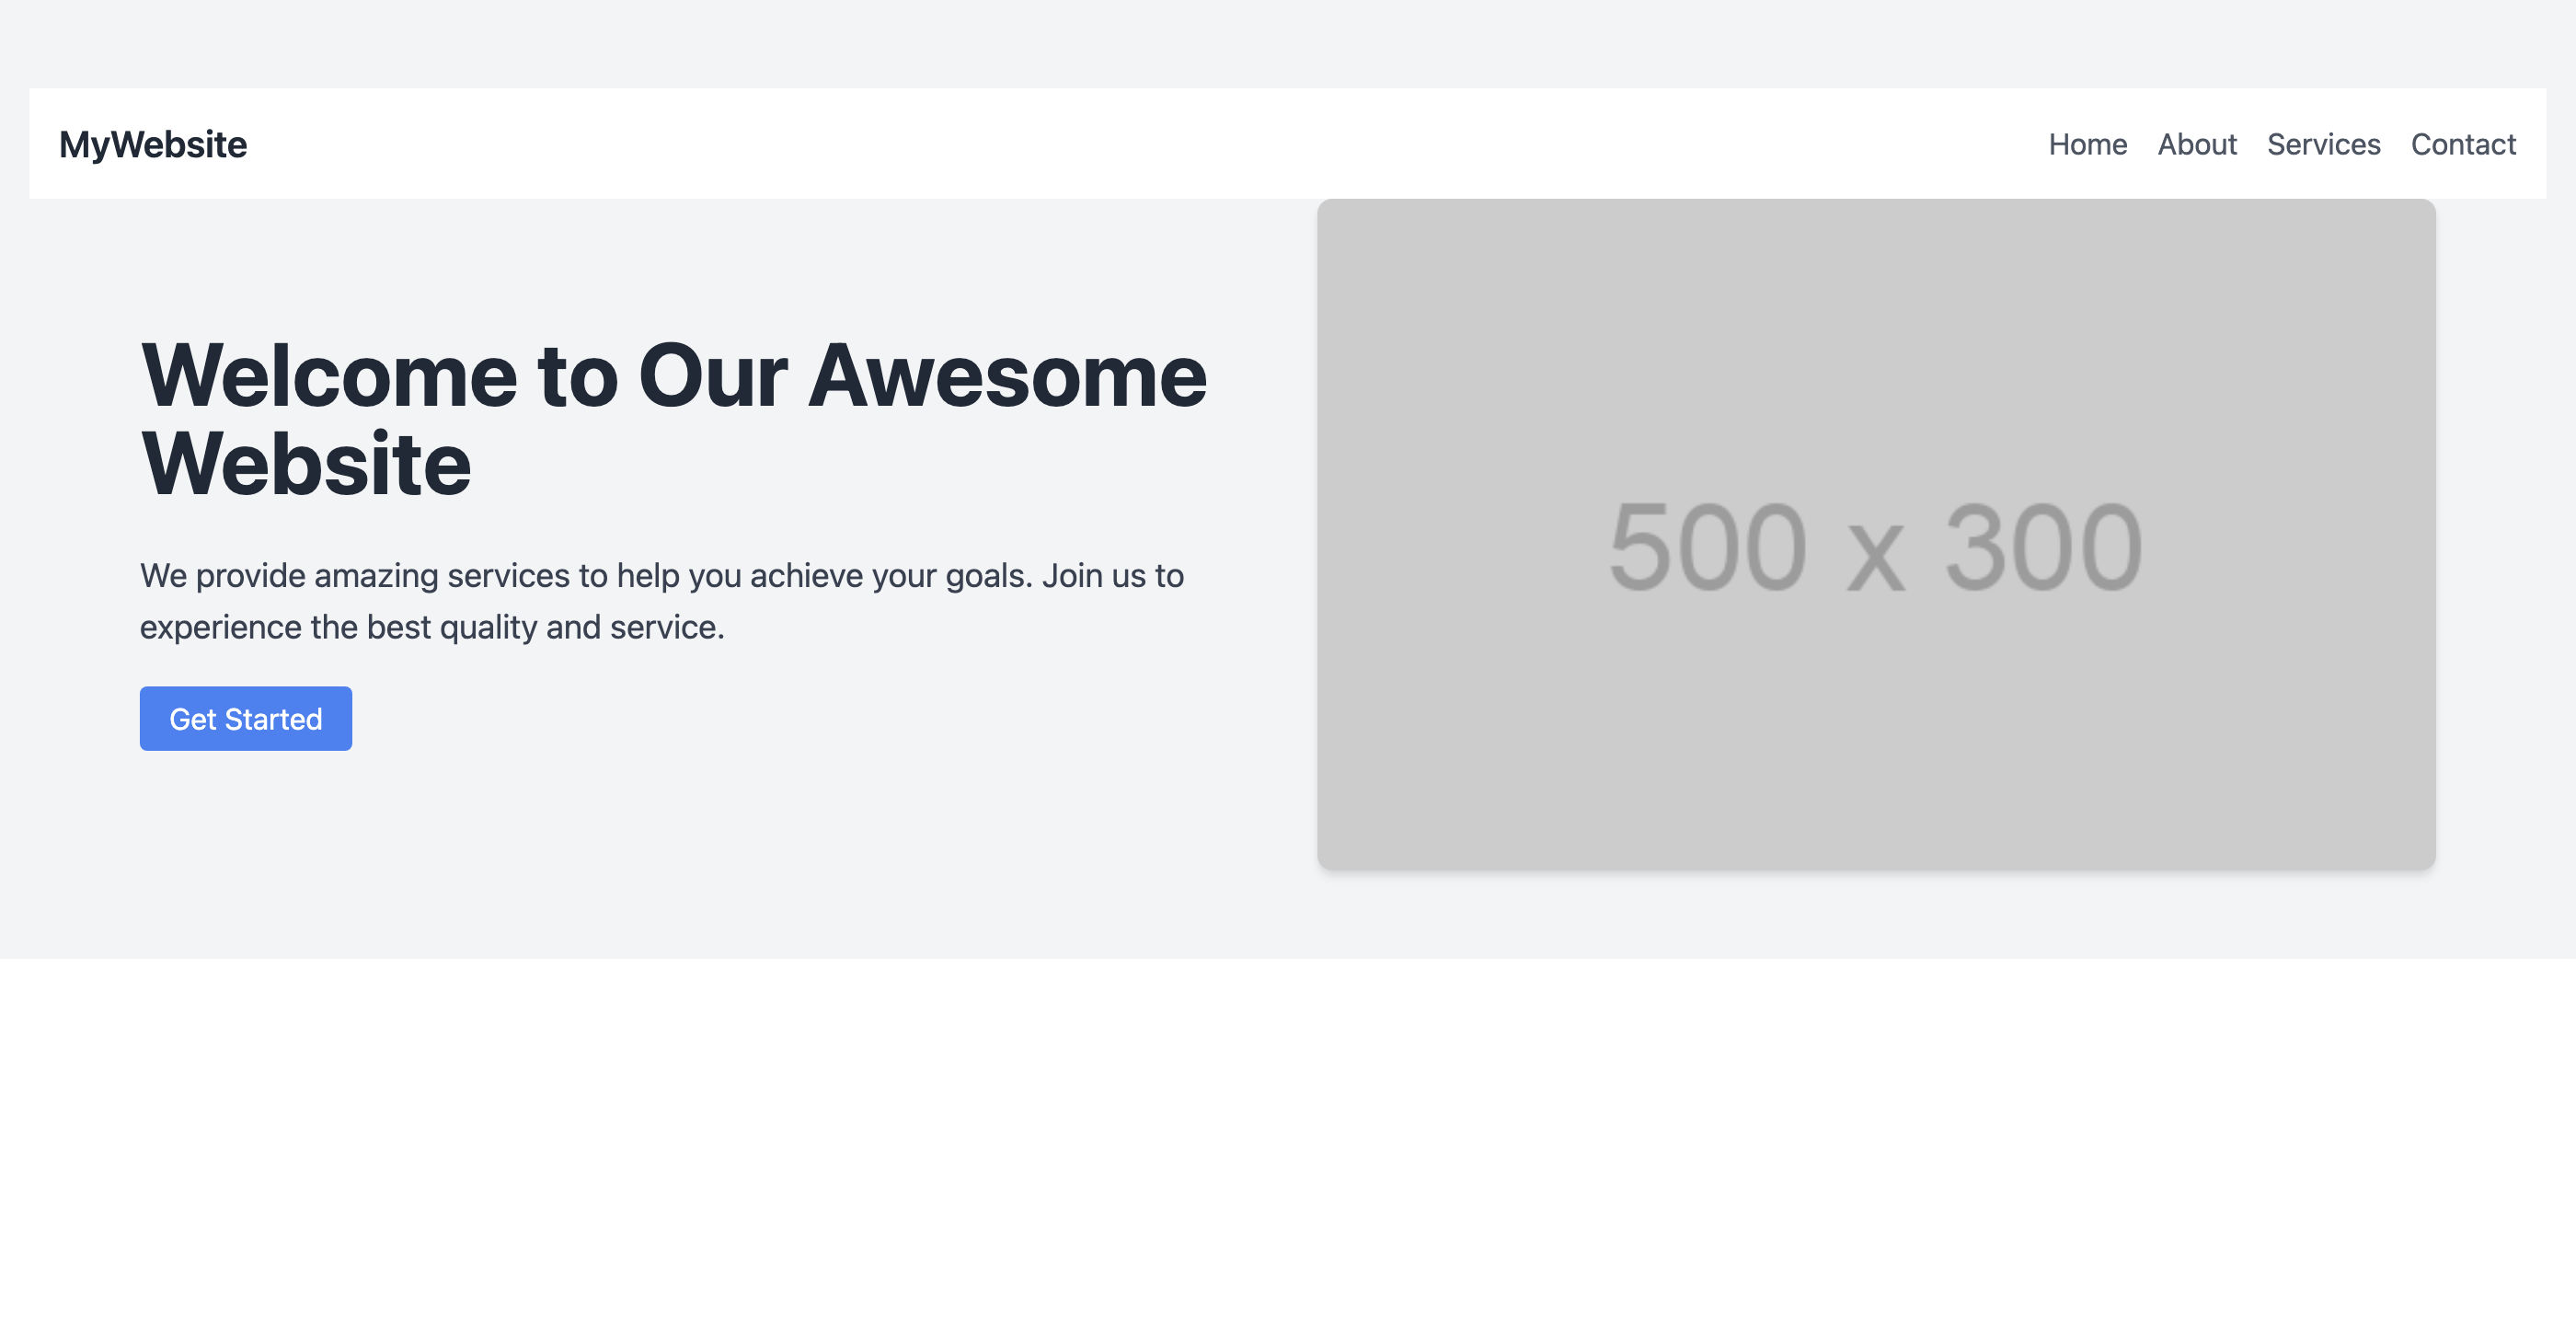 MyWebsite
Home About Services Contact
Welcome to Our Awesome
Website
We provide amazing services to help you achieve your goals. Join us to
experience the best quality and service.
Get Started
500 x 300